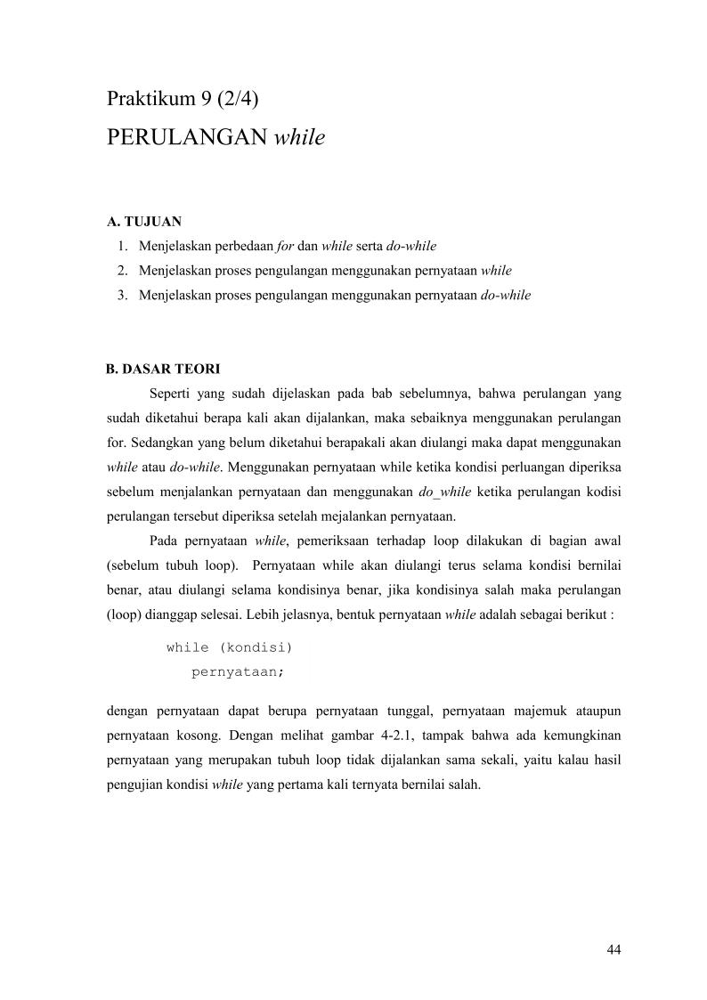 Praktikum 9 (2/4)
PERULANGAN while
A. TUJUAN
1. Menjelaskan perbedaan for dan while serta do-while
2. Menjelaskan proses pengulangan menggunakan pernyataan while
3. Menjelaskan proses pengulangan menggunakan pernyataan do-while
B. DASAR TEORI
Seperti yang sudah dijelaskan pada bab sebelumnya, bahwa perulangan yang
sudah diketahui berapa kali akan dijalankan, maka sebaiknya menggunakan perulangan
for. Sedangkan yang belum diketahui berapakali akan diulangi maka dapat menggunakan
while atau do-while. Menggunakan pernyataan while ketika kondisi perluangan diperiksa
sebelum menjalankan pernyataan dan menggunakan do_while ketika perulangan kodisi
perulangan tersebut diperiksa setelah mejalankan pernyataan.
Pada pernyataan while, pemeriksaan terhadap loop dilakukan di bagian awal
(sebelum tubuh loop). Pernyataan while akan diulangi terus selama kondisi bernilai
benar, atau diulangi selama kondisinya benar, jika kondisinya salah maka perulangan
(loop) dianggap selesai. Lebih jelasnya, bentuk pernyataan while adalah sebagai berikut :
while (kondisi)
pernyataan;
dengan pernyataan dapat berupa pernyataan tunggal, pernyataan majemuk ataupun
pernyataan kosong. Dengan melihat gambar 4-2.1, tampak bahwa ada kemungkinan
pernyataan yang merupakan tubuh loop tidak dijalankan sama sekali, yaitu kalau hasil
pengujian kondisi while yang pertama kali ternyata bernilai salah.
44